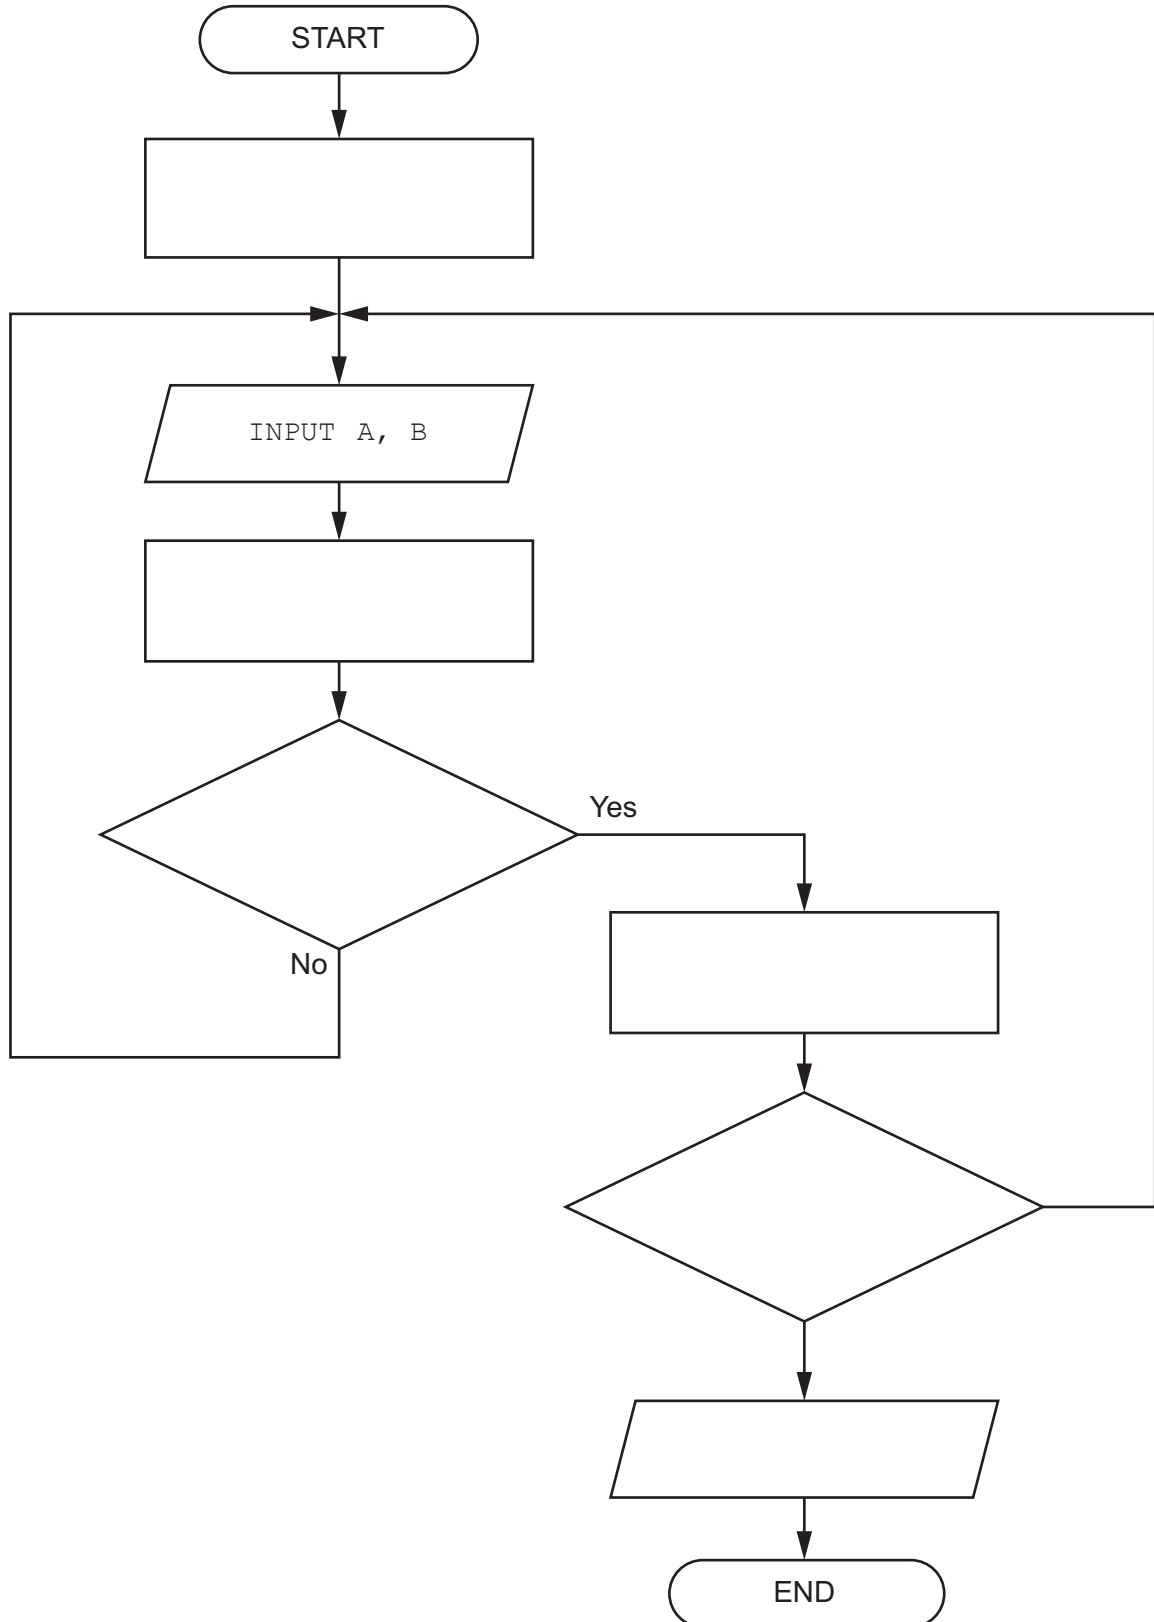 START
INPUT A, B
Yes
No
END